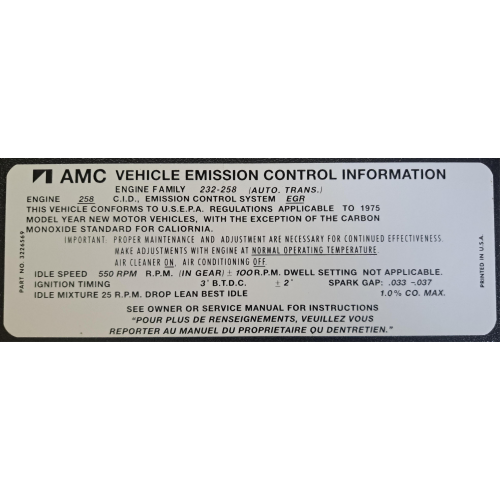 AMC VEHICLE EMISSION CONTROL INFORMATION
ENGINE FAMILY 232-258 (AUTO. TRANS.)
ENGINE 258 C.I.D., EMISSION CONTROL SYSTEM EGR
THIS VEHICLE CONFORMS TO U.S.E.P.A. REGULATIONS APPLICABLE TO 1975
MODEL YEAR NEW MOTOR VEHICLES, WITH THE EXCEPTION OF THE CARBON
MONOXIDE STANDARD FOR CALIORNIA.
IMPORTANT: PROPER MAINTENANCE AND ADJUSTMENT ARE NECESSARY FOR CONTINUED EFFECTIVENESS.
MAKE ADJUSTMENTS WITH ENGINE AT NORMAL OPERATING TEMPERATURE.
AIR CLEANER ON, AIR CONDITIONING OFF.
IDLE SPEED 550 RPM R.P.M. (IN GEAR) ± 100 R.P.M. DWELL SETTING NOT APPLICABLE.
IGNITION TIMING 3° B.T.D.C. ± 2° SPARK GAP: .033 -.037
IDLE MIXTURE 25 R.P.M. DROP LEAN BEST IDLE 1.0% CO. MAX.
SEE OWNER OR SERVICE MANUAL FOR INSTRUCTIONS
"POUR PLUS DE RENSEIGNEMENTS, VEUILLEZ VOUS
REPORTER AU MANUEL DU PROPRIETAIRE OU DENTRETIEN."
PART NO. 3226569
PRINTED IN U.S.A.